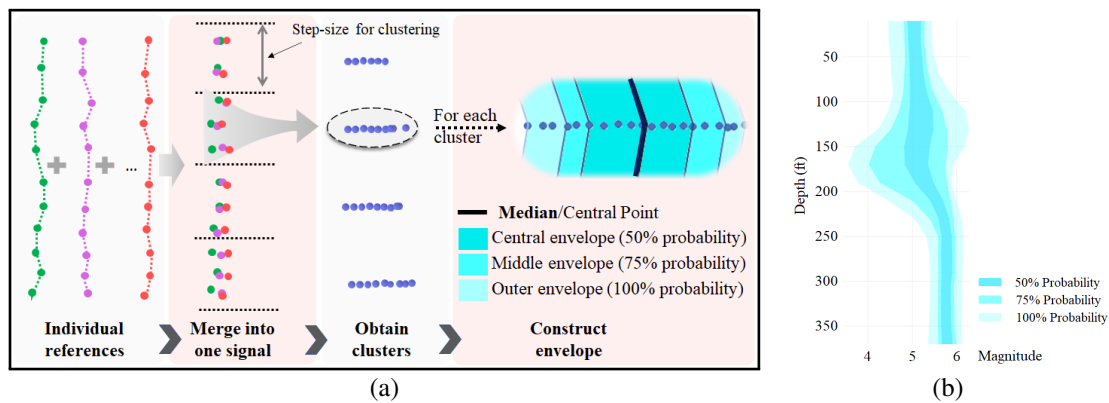 Step-size for clustering
+
+
...
For each
cluster
Median/Central Point
Central envelope (50% probability)
Middle envelope (75% probability)
Outer envelope (100% probability)
Individual
references
Merge into
one signal
Obtain
clusters
Construct
envelope
(a)
50
100
150
200
250
300
350
Depth (ft)
50% Probability
75% Probability
100% Probability
4
5
6
Magnitude
(b)